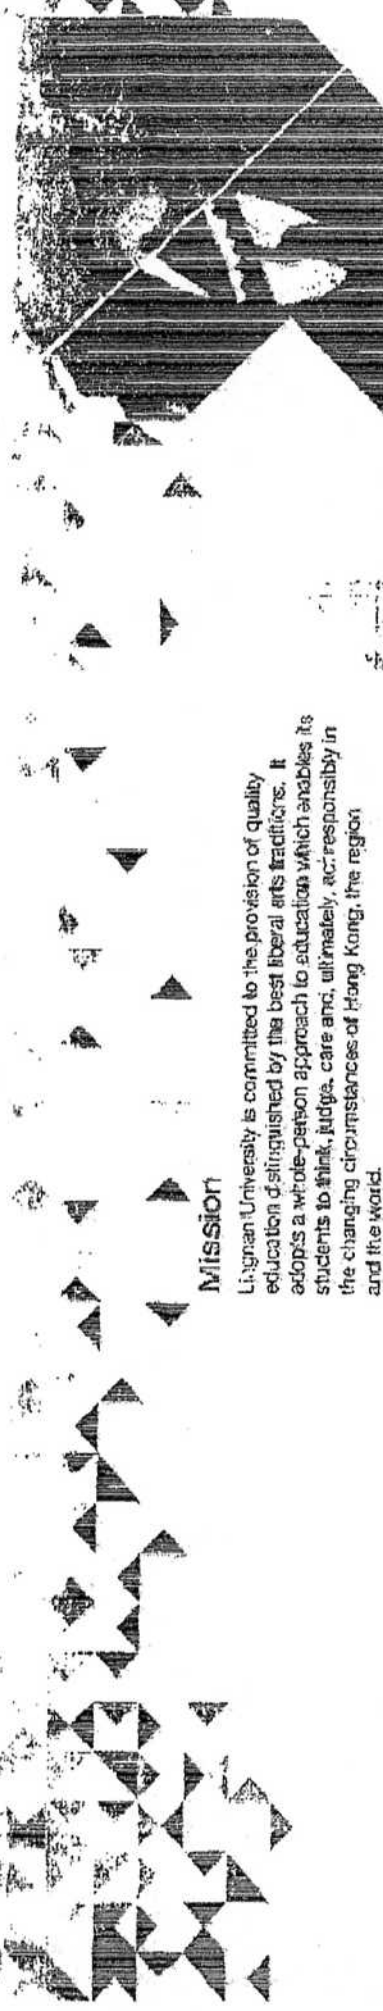 Mission
Lingnan University is committed to the provision of quality
education distinguished by the best liberal arts traditions. It
adopts a whole-person approach to education which enables its
students to think, judge, care and, ultimately, act responsibly in
the changing circumstances of Hong Kong, the region
and the world.